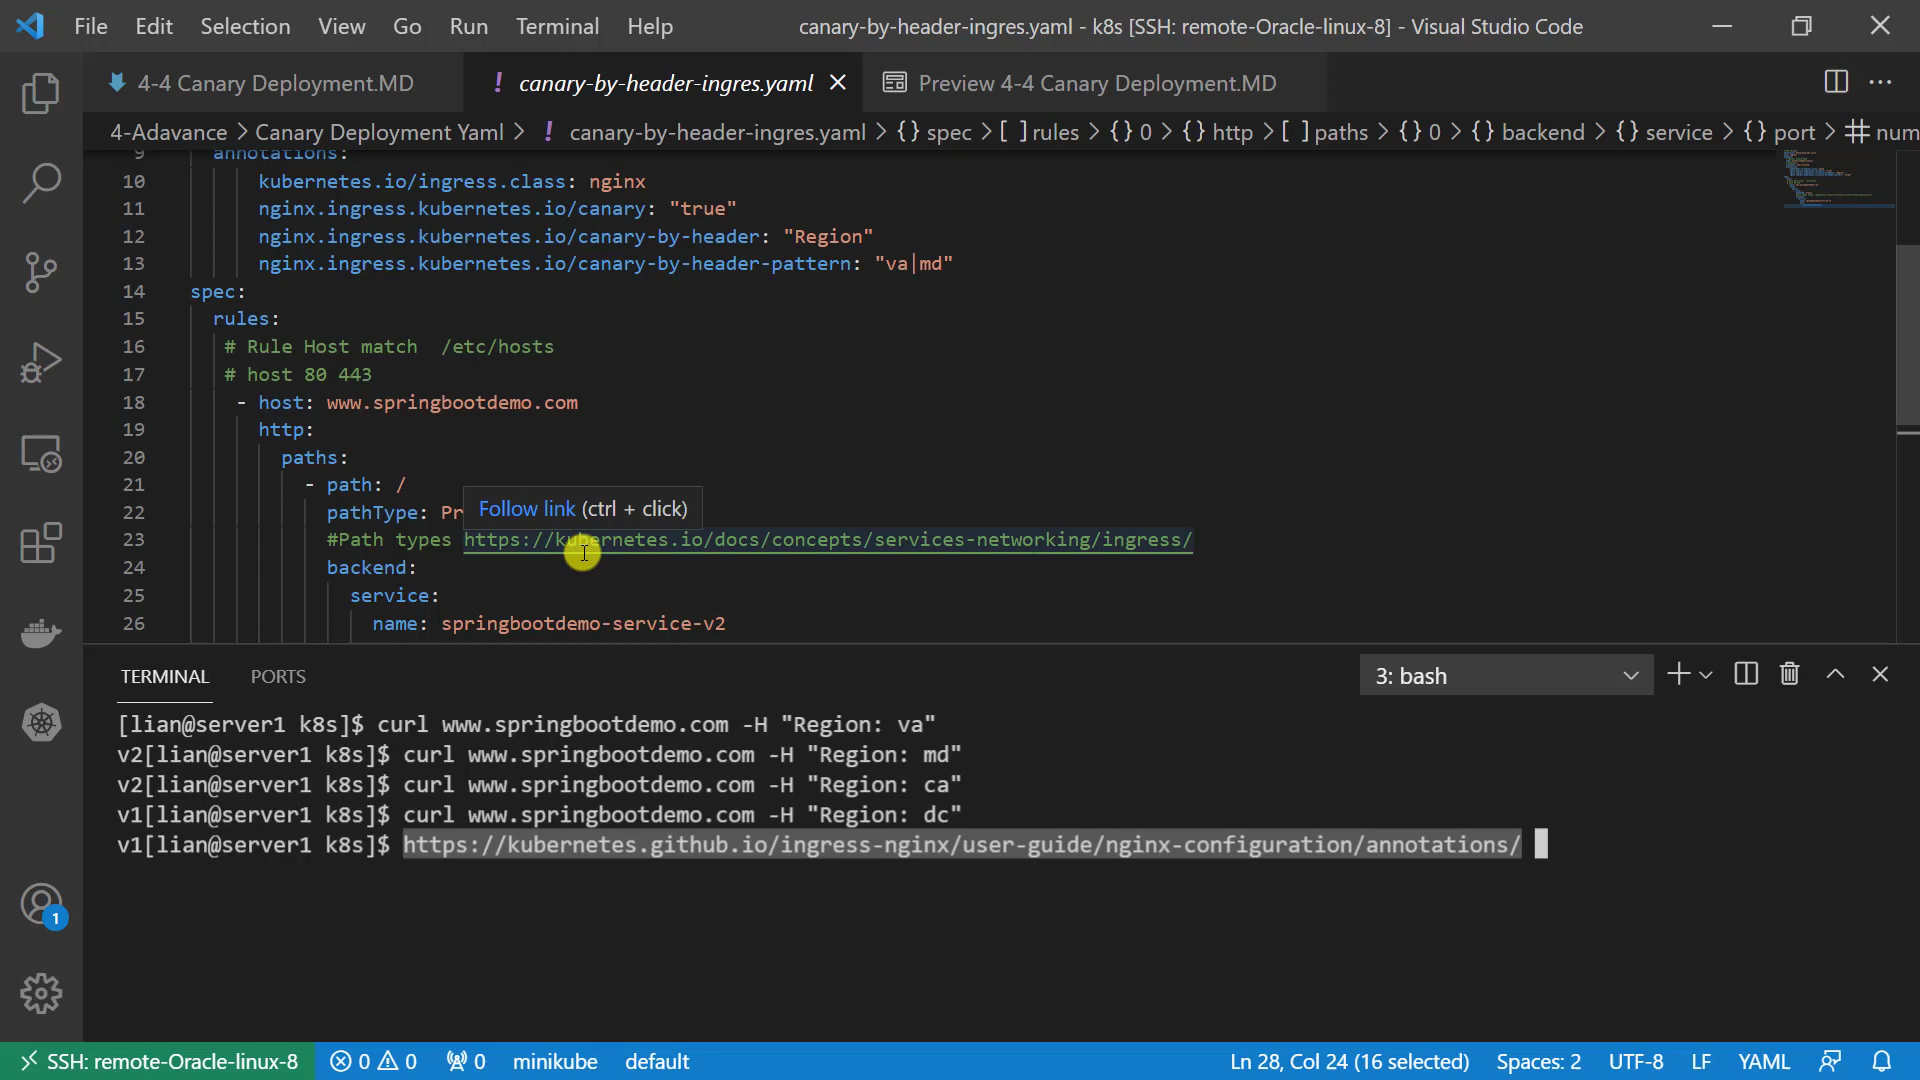 File Edit Selection View Go Run Terminal Help canary-by-header-ingres.yaml - k8s [SSH: remote-Oracle-linux-8] - Visual Studio Code
4-4 Canary Deployment.MD ! canary-by-header-ingres.yaml Preview 4-4 Canary Deployment.MD
4-Adavance > Canary Deployment Yaml > ! canary-by-header-ingres.yaml > {} spec > [ ] rules > {} 0 > {} http > [ ] paths > {} 0 > {} backend > {} service > {} port > # num
9 annotations:
10 kubernetes.io/ingress.class: nginx
11 nginx.ingress.kubernetes.io/canary: "true"
12 nginx.ingress.kubernetes.io/canary-by-header: "Region"
13 nginx.ingress.kubernetes.io/canary-by-header-pattern: "va|md"
14 spec:
15 rules:
16 # Rule Host match /etc/hosts
17 # host 80 443
18 - host: www.springbootdemo.com
19 http:
20 paths:
21 - path: /
Follow link (ctrl + click)
22 pathType: Pr
23 #Path types https://kubernetes.io/docs/concepts/services-networking/ingress/
24 backend:
25 service:
26 name: springbootdemo-service-v2
TERMINAL PORTS 3: bash
[lian@server1 k8s]$ curl www.springbootdemo.com -H "Region: va"
v2[lian@server1 k8s]$ curl www.springbootdemo.com -H "Region: md"
v2[lian@server1 k8s]$ curl www.springbootdemo.com -H "Region: ca"
v1[lian@server1 k8s]$ curl www.springbootdemo.com -H "Region: dc"
v1[lian@server1 k8s]$ https://kubernetes.github.io/ingress-nginx/user-guide/nginx-configuration/annotations/
1
SSH: remote-Oracle-linux-8 0 0 0 minikube default Ln 28, Col 24 (16 selected) Spaces: 2 UTF-8 LF YAML